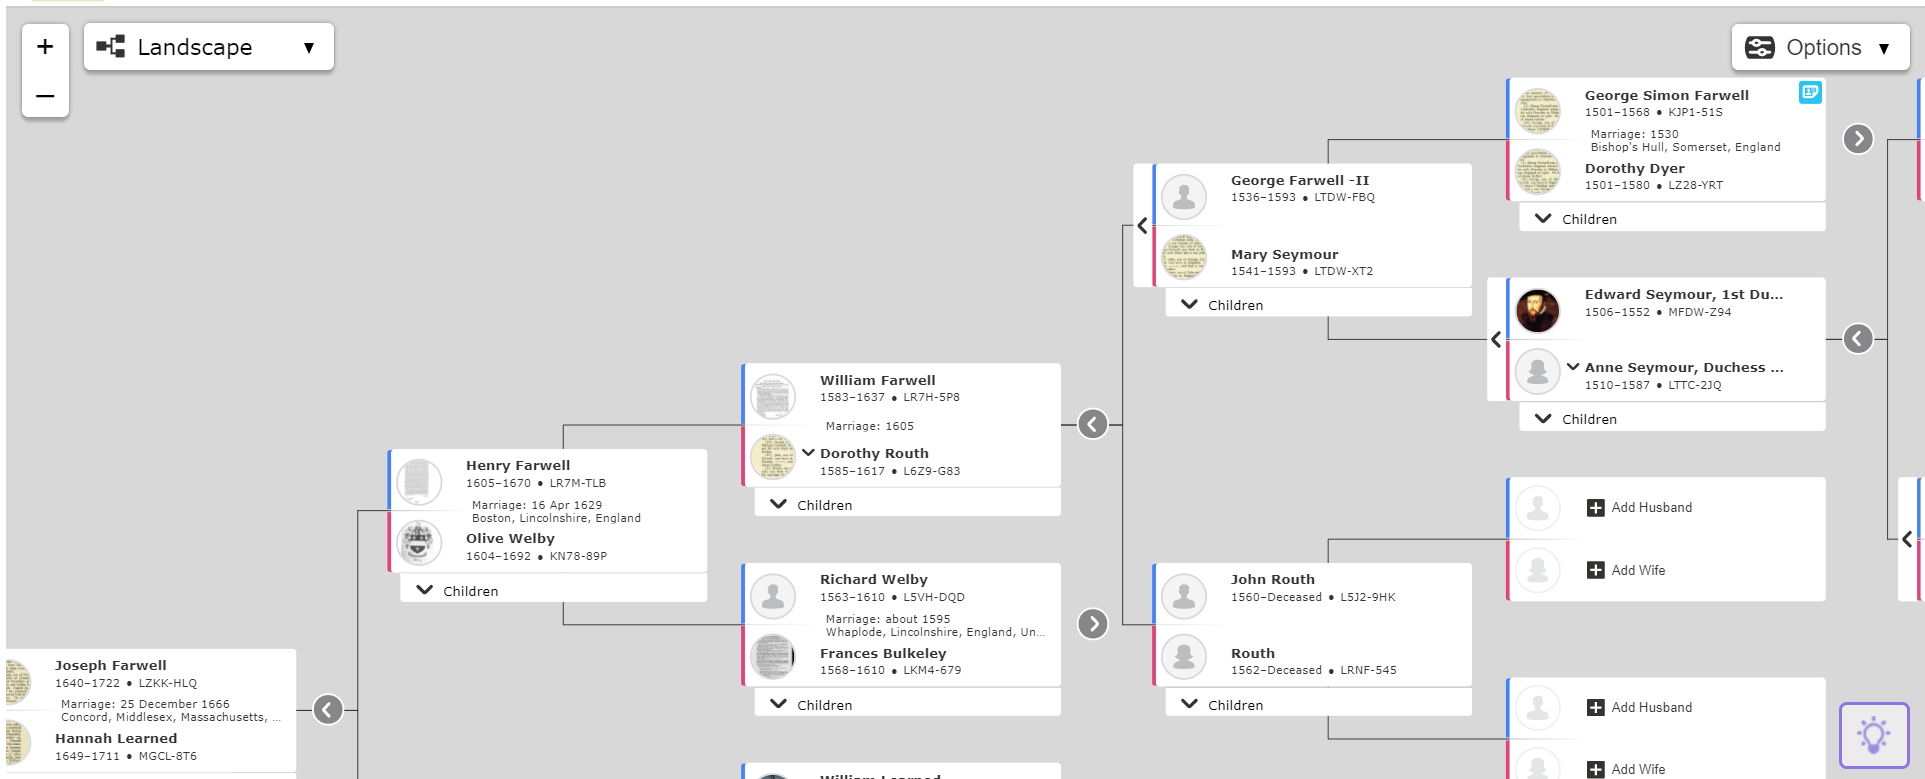 +
−
Landscape ▼
Options ▼
George Simon Farwell
1501–1568 • KJP1-51S
Marriage: 1530
Bishop's Hull, Somerset, England
Dorothy Dyer
1501–1580 • LZ28-YRT
Children
George Farwell -II
1536–1593 • LTDW-FBQ
Mary Seymour
1541–1593 • LTDW-XT2
Children
Edward Seymour, 1st Du...
1506–1552 • MFDW-Z94
Anne Seymour, Duchess ...
1510–1587 • LTTC-2JQ
Children
William Farwell
1583–1637 • LR7H-5P8
Marriage: 1605
Dorothy Routh
1585–1617 • L6Z9-G83
Children
Henry Farwell
1605–1670 • LR7M-TLB
Marriage: 16 Apr 1629
Boston, Lincolnshire, England
Olive Welby
1604–1692 • KN78-89P
Children
Add Husband
Add Wife
Richard Welby
1563–1610 • L5VH-DQD
Marriage: about 1595
Whaplode, Lincolnshire, England, Un...
Frances Bulkeley
1568–1610 • LKM4-679
Children
John Routh
1560–Deceased • L5J2-9HK
Routh
1562–Deceased • LRNF-545
Children
Joseph Farwell
1640–1722 • LZKK-HLQ
Marriage: 25 December 1666
Concord, Middlesex, Massachusetts, ...
Hannah Learned
1649–1711 • MGCL-8T6
Add Husband
Add Wife
William Learned